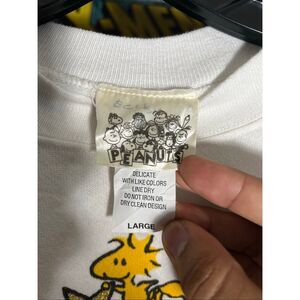 PEANUTS
DELICATE
WITH LIKE COLORS
LINE DRY
DO NOT IRON OR
DRY CLEAN DESIGN
LARGE